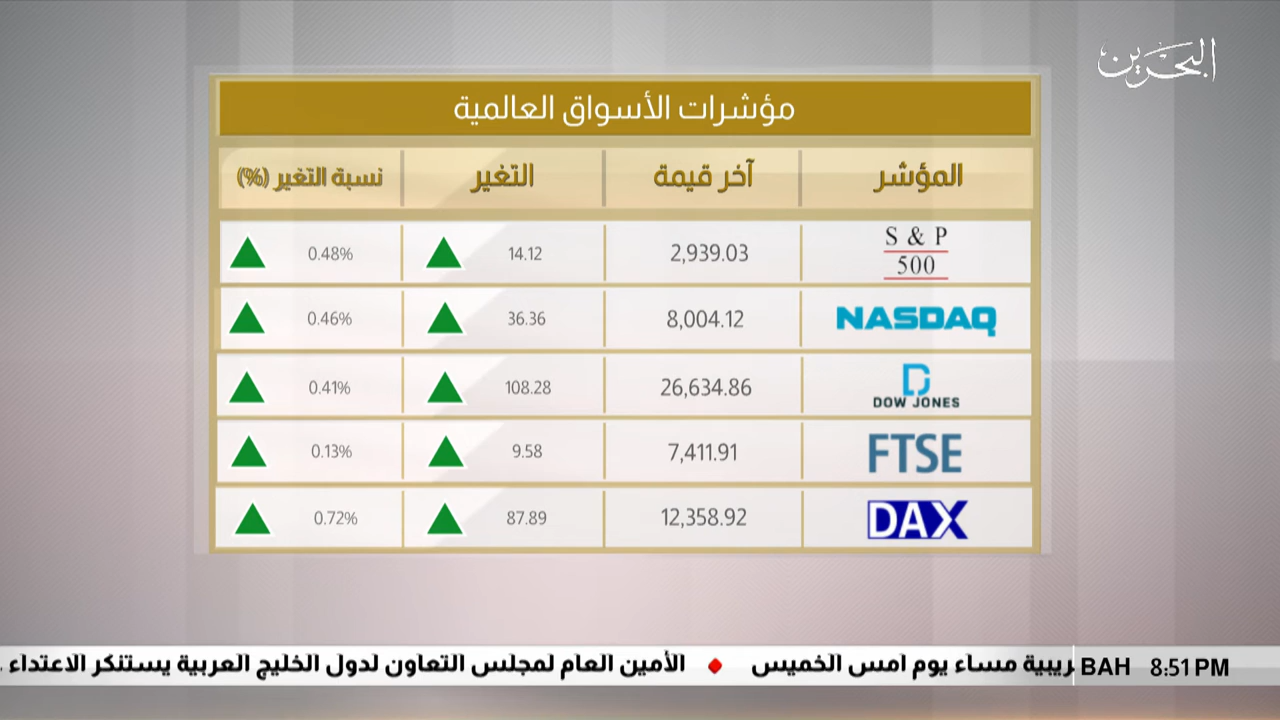 البحرين
مؤشرات الأسواق العالمية
المؤشر آخر قيمة التغير نسبة التغير (%)
S & P 500 2,939.03 14.12 0.48%
NASDAQ 8,004.12 36.36 0.46%
DOW JONES 26,634.86 108.28 0.41%
FTSE 7,411.91 9.58 0.13%
DAX 12,358.92 87.89 0.72%
BAH 8:51 PM
ريبية مساء يوم امس الخميس
الأمين العام لمجلس التعاون لدول الخليج العربية يستنكر الاعتداء